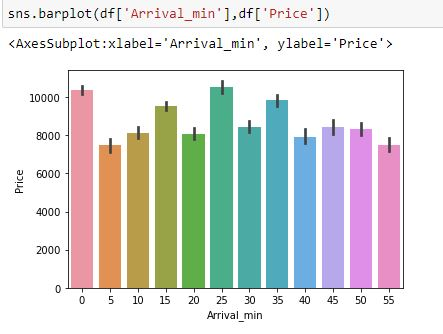 sns.barplot(df['Arrival_min'],df['Price'])
<AxesSubplot:xlabel='Arrival_min', ylabel='Price'>
10000
8000
6000
4000
2000
0
Price
0 5 10 15 20 25 30 35 40 45 50 55
Arrival_min